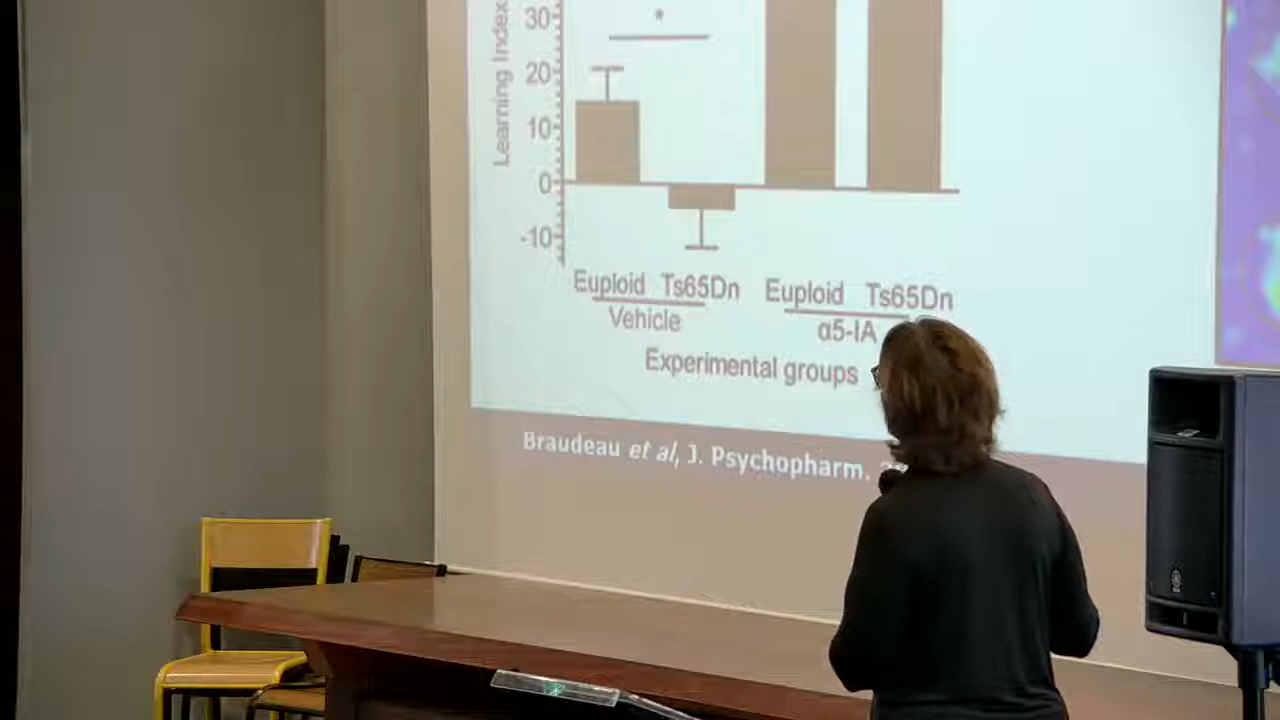 Learning Index
30
*
20
10
0
-10
Euploid Ts65Dn Euploid Ts65Dn
Vehicle α5-IA
Experimental groups
Braudeau et al, J. Psychopharm.